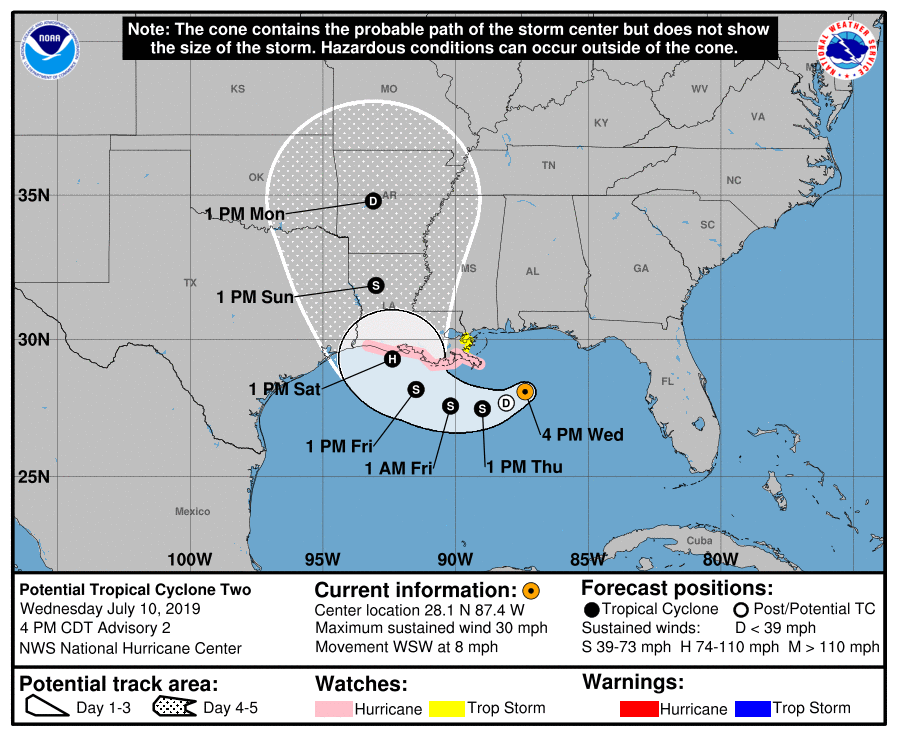 Note: The cone contains the probable path of the storm center but does not show
the size of the storm. Hazardous conditions can occur outside of the cone.
NOAA
NATIONAL WEATHER SERVICE
KS
MO
WV
KY
VA
OK
AR
TN
NC
35N
1 PM Mon
SC
D
TX
MS
AL
GA
1 PM Sun
S
LA
30N
H
1 PM Sat
FL
S
S
S
D
1 PM Fri
4 PM Wed
1 AM Fri
1 PM Thu
25N
Mexico
Cuba
100W
95W
90W
85W
80W
Potential Tropical Cyclone Two
Wednesday July 10, 2019
4 PM CDT Advisory 2
NWS National Hurricane Center
Current information:
Center location 28.1 N 87.4 W
Maximum sustained wind 30 mph
Movement WSW at 8 mph
Forecast positions:
Tropical Cyclone Post/Potential TC
Sustained winds: D < 39 mph
S 39-73 mph H 74-110 mph M > 110 mph
Potential track area:
Day 1-3 Day 4-5
Watches:
Hurricane Trop Storm
Warnings:
Hurricane Trop Storm